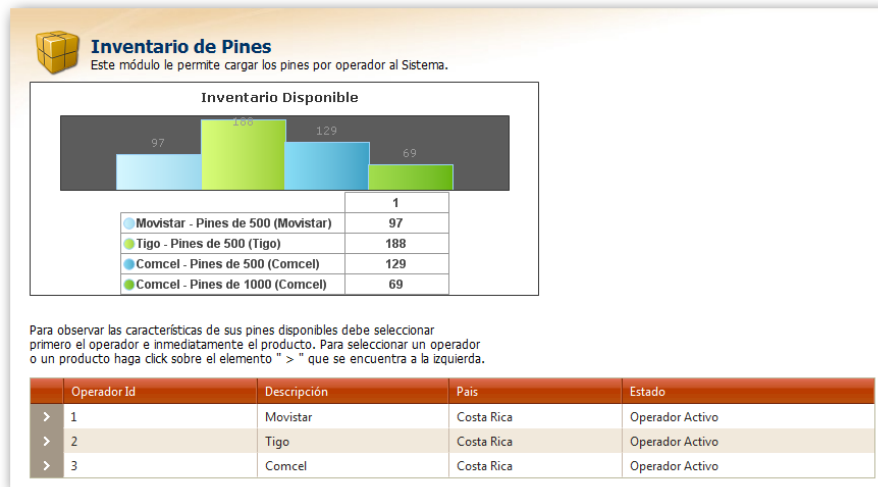 Inventario de Pines
Este módulo le permite cargar los pines por operador al Sistema.
Inventario Disponible
97
188
129
69
1
Movistar - Pines de 500 (Movistar) 97
Tigo - Pines de 500 (Tigo) 188
Comcel - Pines de 500 (Comcel) 129
Comcel - Pines de 1000 (Comcel) 69
Para observar las características de sus pines disponibles debe seleccionar
primero el operador e inmediatamente el producto. Para seleccionar un operador
o un producto haga click sobre el elemento " > " que se encuentra a la izquierda.
Operador Id Descripción Pais Estado
> 1 Movistar Costa Rica Operador Activo
> 2 Tigo Costa Rica Operador Activo
> 3 Comcel Costa Rica Operador Activo